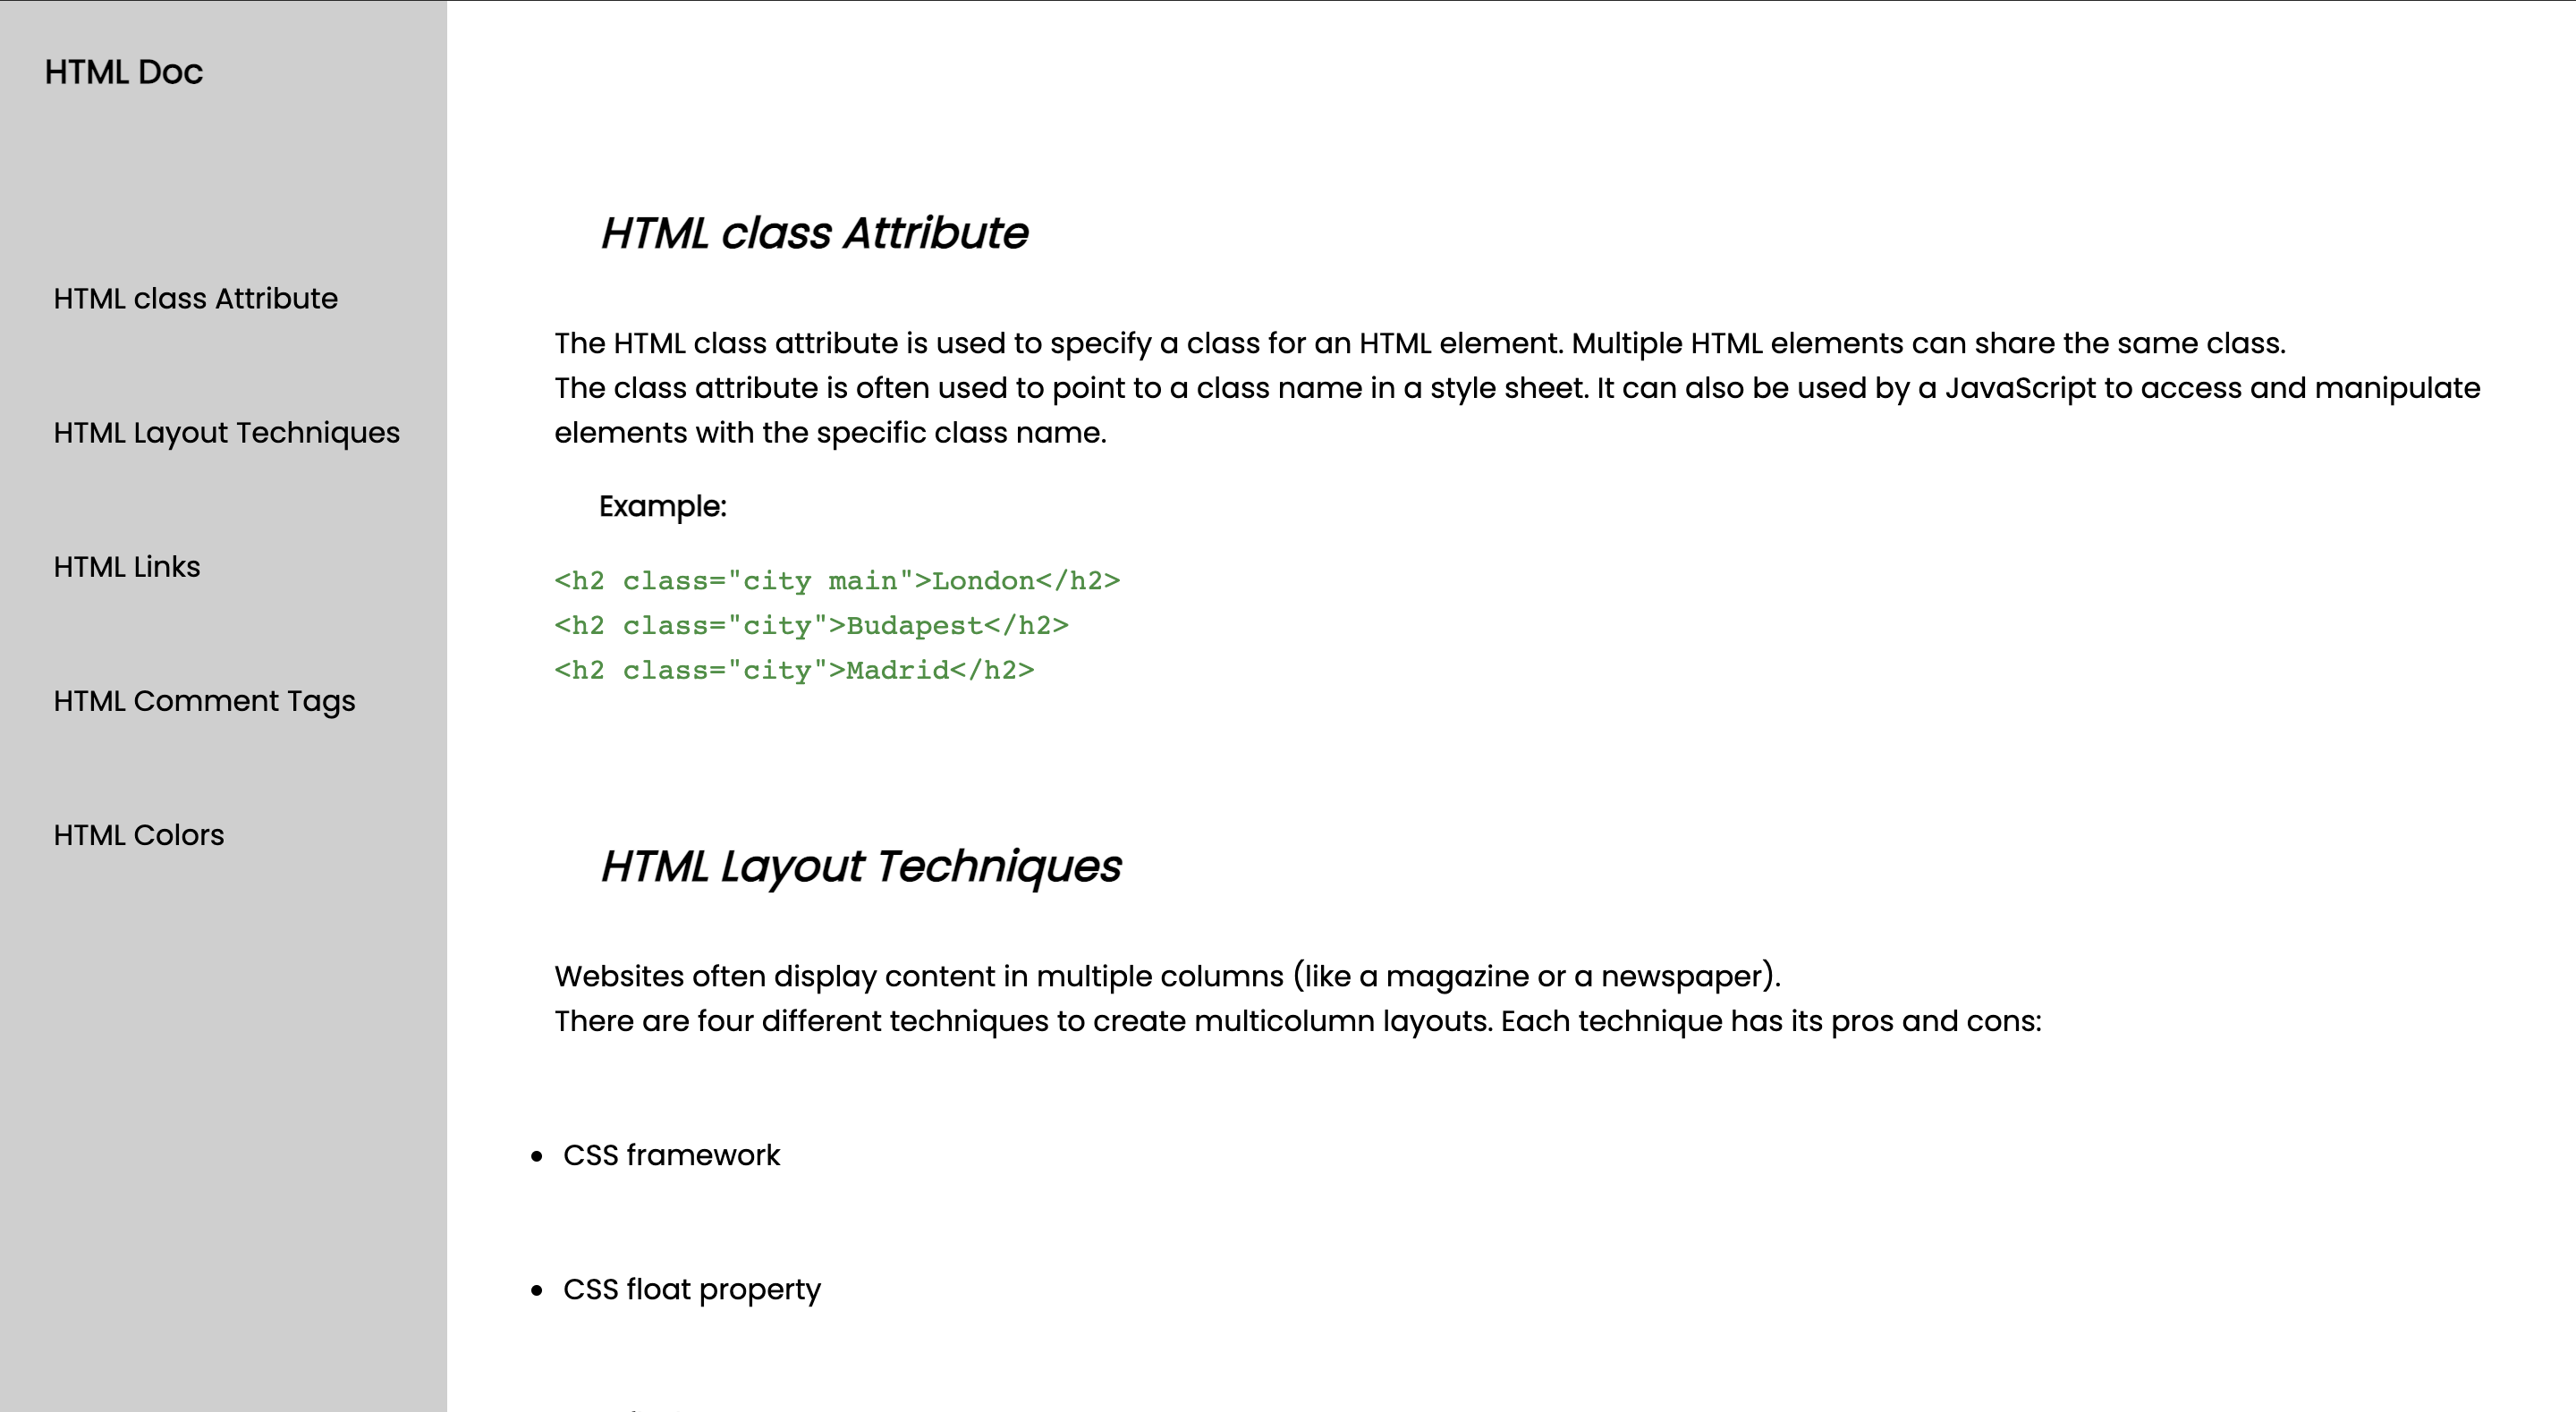 HTML Doc
HTML class Attribute
HTML Layout Techniques
HTML Links
HTML Comment Tags
HTML Colors
HTML class Attribute
The HTML class attribute is used to specify a class for an HTML element. Multiple HTML elements can share the same class.
The class attribute is often used to point to a class name in a style sheet. It can also be used by a JavaScript to access and manipulate
elements with the specific class name.
Example:
<h2 class="city main">London</h2>
<h2 class="city">Budapest</h2>
<h2 class="city">Madrid</h2>
HTML Layout Techniques
Websites often display content in multiple columns (like a magazine or a newspaper).
There are four different techniques to create multicolumn layouts. Each technique has its pros and cons:
• CSS framework
• CSS float property